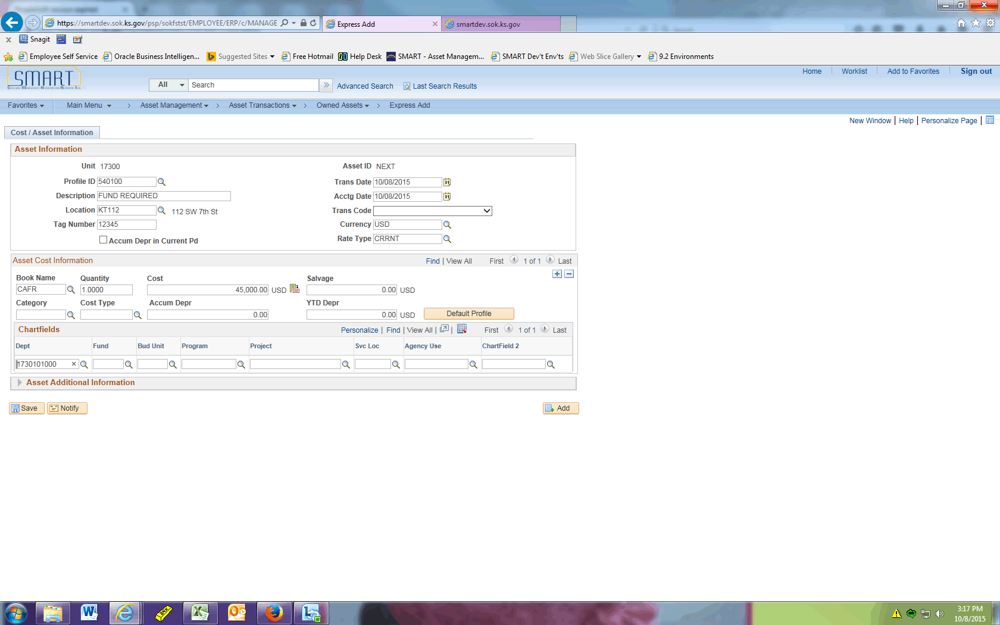 https://smartdev.sok.ks.gov/psp/sokfstst/EMPLOYEE/ERP/c/MANAGE
Express Add
smartdev.sok.ks.gov
Snagit
Employee Self Service Oracle Business Intelligen... Suggested Sites Free Hotmail Help Desk SMART - Asset Managem... SMART Dev't Env'ts Web Slice Gallery 9.2 Environments
SMART
Home Worklist Add to Favorites Sign out
All Search Advanced Search Last Search Results
Favorites Main Menu > Asset Management > Asset Transactions > Owned Assets > Express Add
New Window | Help | Personalize Page |
Cost / Asset Information
Asset Information
Unit 17300 Asset ID NEXT
Profile ID 540100 Trans Date 10/08/2015 31
Description FUND REQUIRED Acctg Date 10/08/2015 31
Location KT112 112 SW 7th St Trans Code
Tag Number 12345 Currency USD
Accum Depr in Current Pd Rate Type CRRNT
Asset Cost Information Find | View All First 1 of 1 Last
Book Name Quantity Cost Salvage
CAFR 1.0000 45,000.00 USD 0.00 USD
Category Cost Type Accum Depr YTD Depr
0.00 0.00 USD Default Profile
Chartfields Personalize | Find | View All | | First 1 of 1 Last
Dept Fund Bud Unit Program Project Svc Loc Agency Use ChartField 2
1730101000
Asset Additional Information
Save Notify Add
3:17 PM
10/8/2015